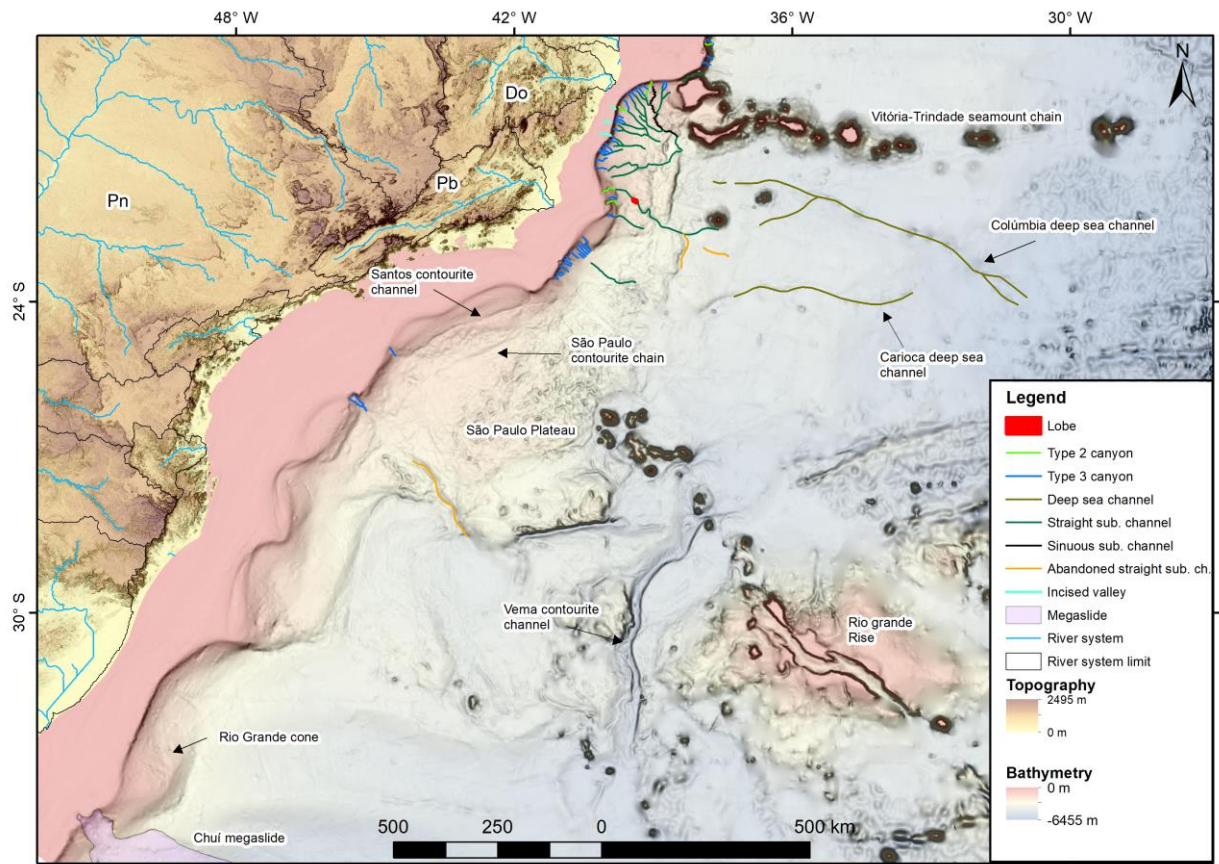 48° W
42° W
36° W
30° W
N
Do
Vitória-Trindade seamount chain
Pb
Pn
Colúmbia deep sea channel
Santos contourite
channel
24° S
24° S
São Paulo
contourite chain
Carioca deep sea
channel
São Paulo Plateau
Vema contourite
channel
Rio grande
Rise
30° S
30° S
Rio Grande cone
Chuí megaslide
500
250
0
500 km
Legend
Lobe
Type 2 canyon
Type 3 canyon
Deep sea channel
Straight sub. channel
Sinuous sub. channel
Abandoned straight sub. ch.
Incised valley
Megaslide
River system
River system limit
Topography
2495 m
0 m
Bathymetry
0 m
-6455 m